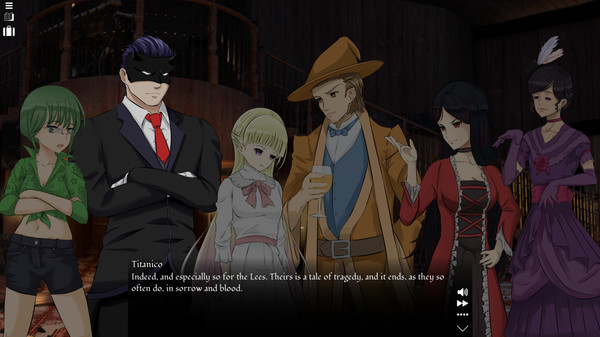 Titanico
Indeed, and especially so for the Lees. Theirs is a tale of tragedy, and it ends, as they so
often do, in sorrow and blood.